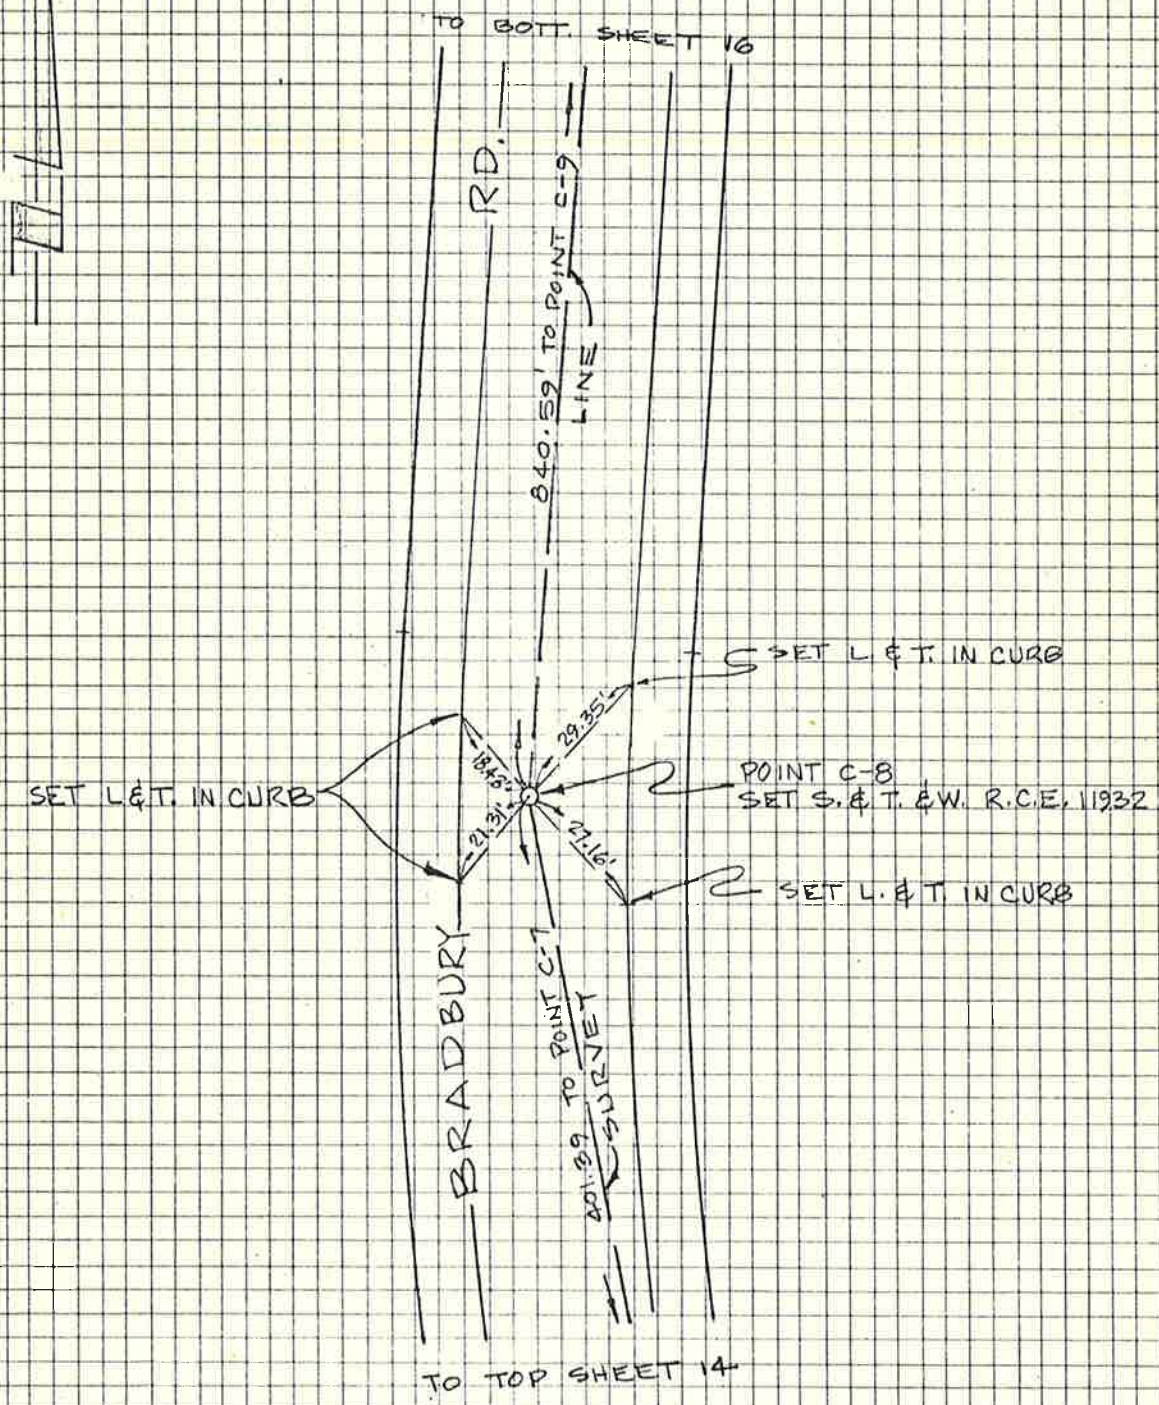 TO BOTT. SHEET 16
RD.
840.59' TO POINT C-9
LINE
SET L & T. IN CURB
29.35'
18.46'
POINT C-8
SET S. & T. & W. R.C.E. 11932
SET L & T. IN CURB
21.31'
27.16'
SET L. & T. IN CURB
BRADBURY
401.39 TO POINT C-7
SURVEY
TO TOP SHEET 14